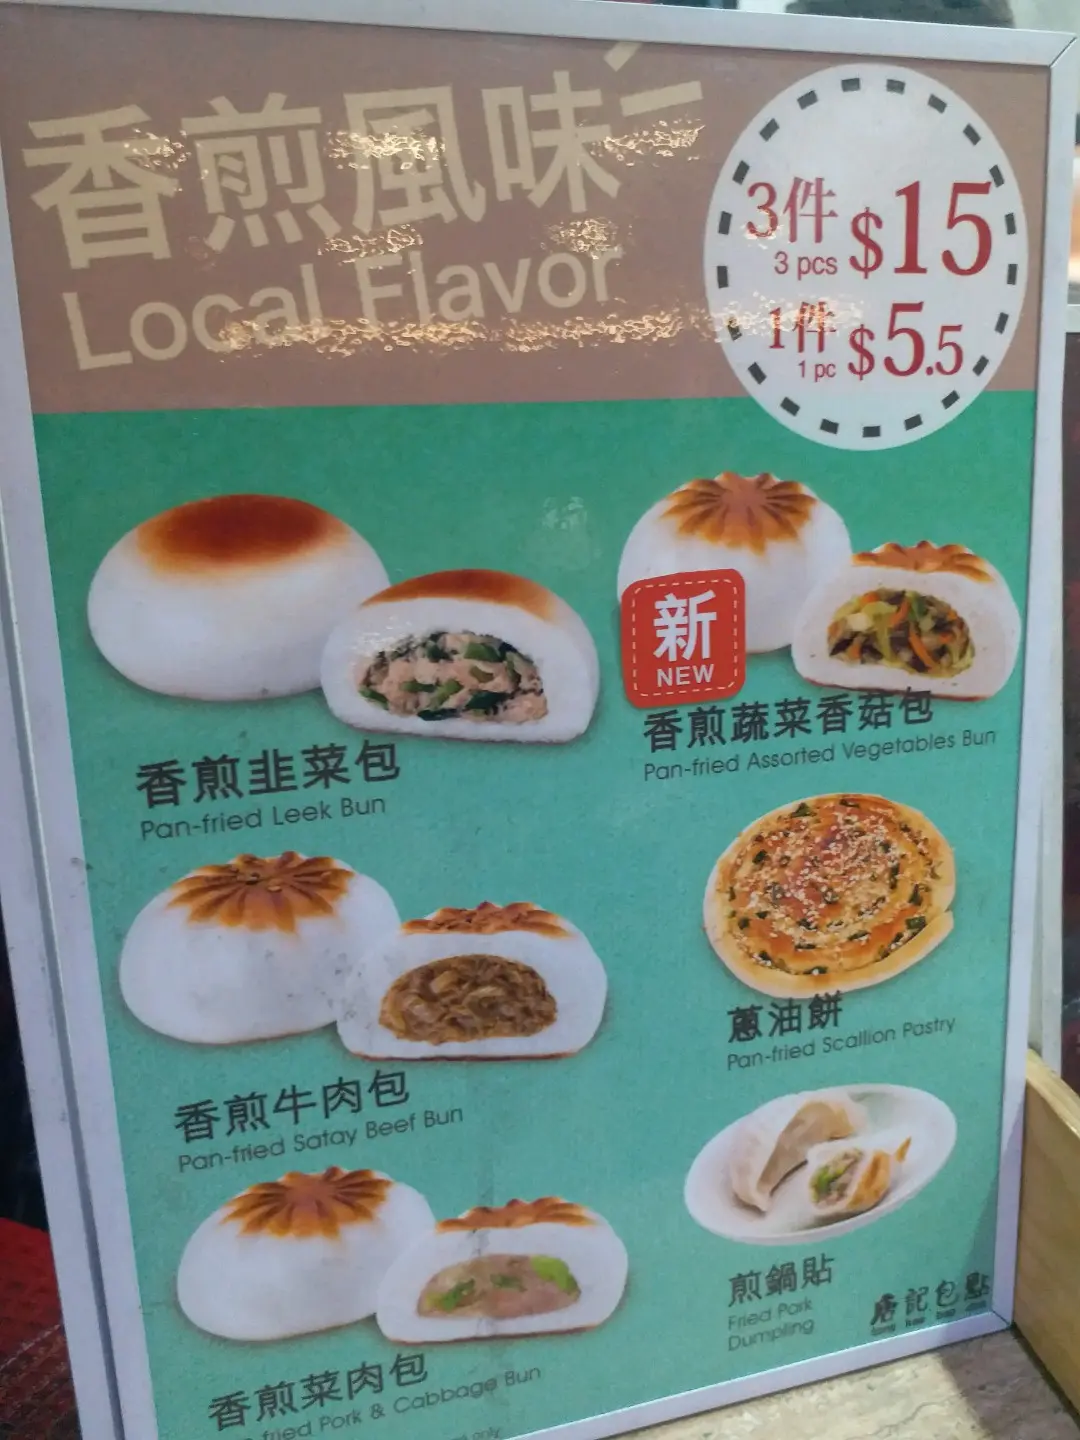 香煎風味
Local Flavor
3件 $15
3 pcs
1件 $5.5
1 pc
香煎韭菜包
Pan-fried Leek Bun
新
NEW
香煎蔬菜香菇包
Pan-fried Assorted Vegetables Bun
香煎牛肉包
Pan-fried Satay Beef Bun
蔥油餅
Pan-fried Scallion Pastry
香煎菜肉包
fried Pork & Cabbage Bun
only
煎鍋貼
Fried Pork
Dumpling
唐記包點